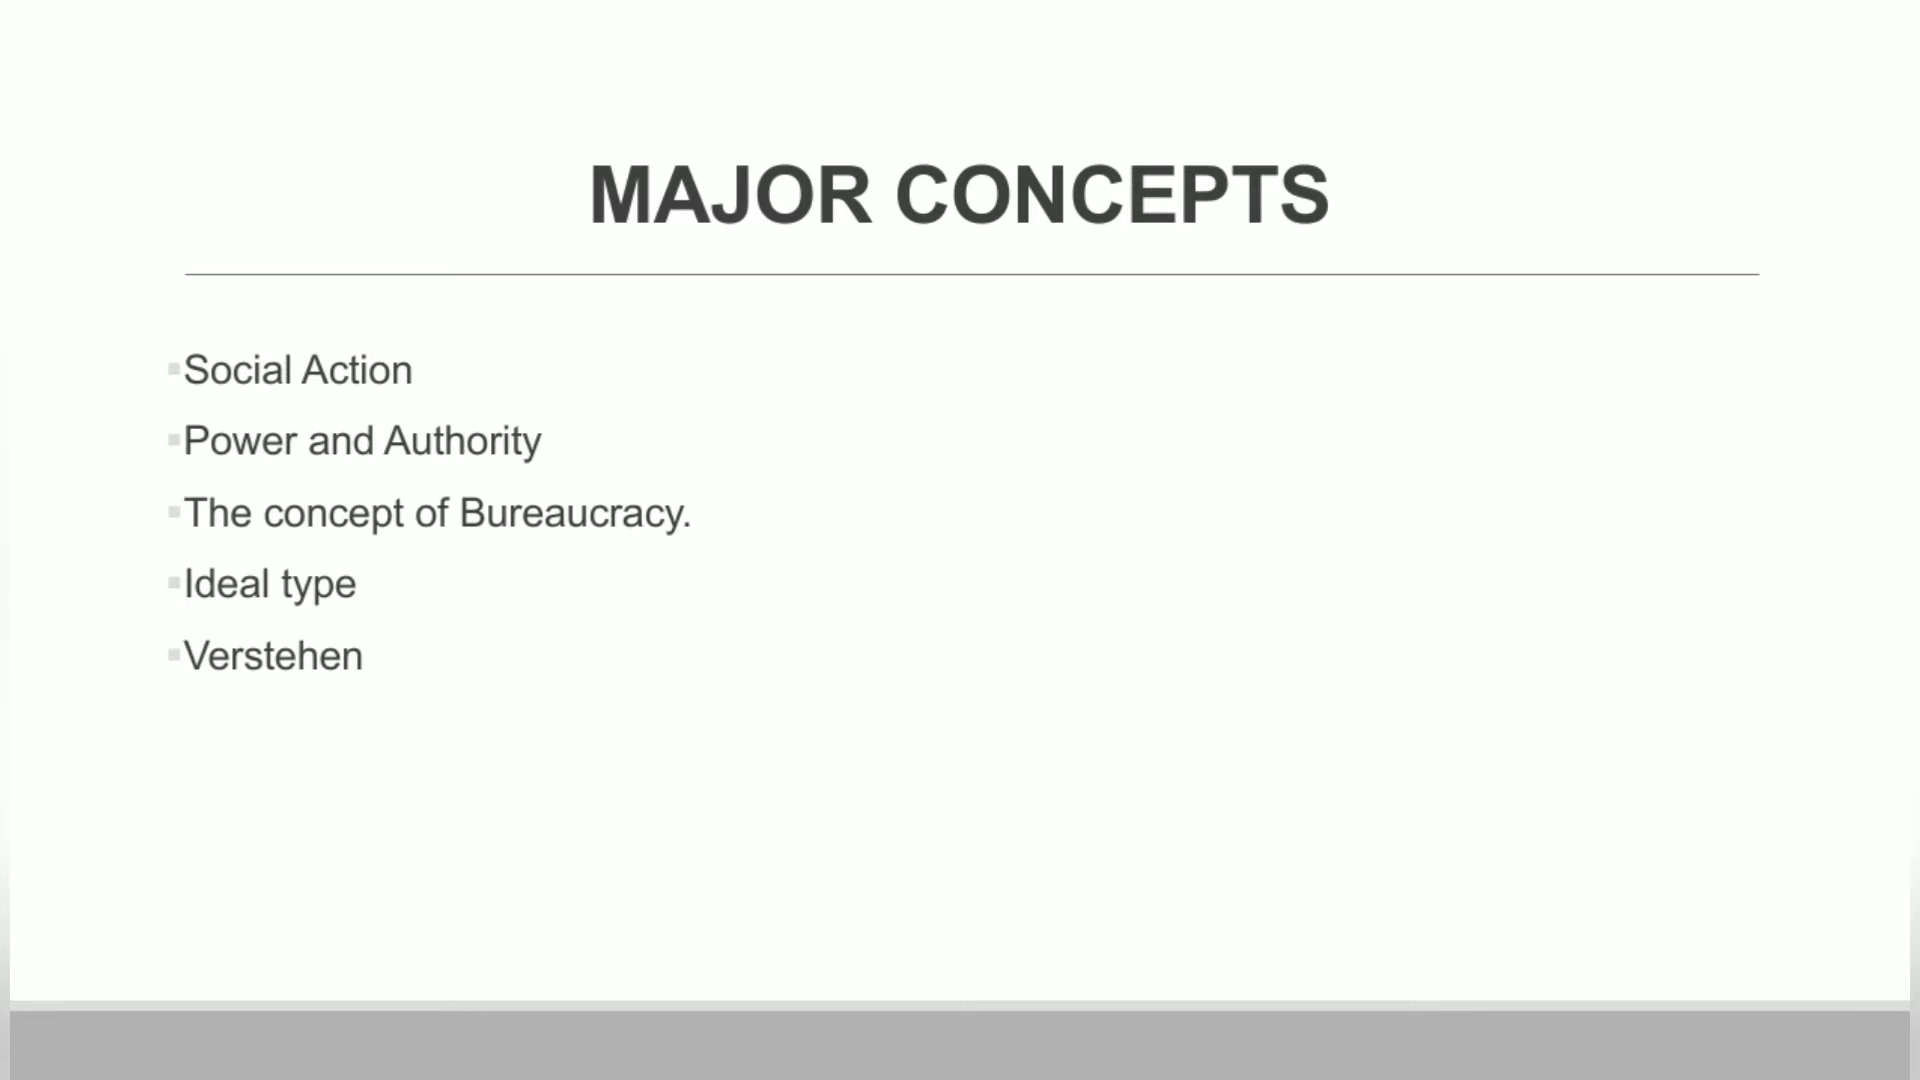 MAJOR CONCEPTS
Social Action
Power and Authority
The concept of Bureaucracy.
Ideal type
Verstehen